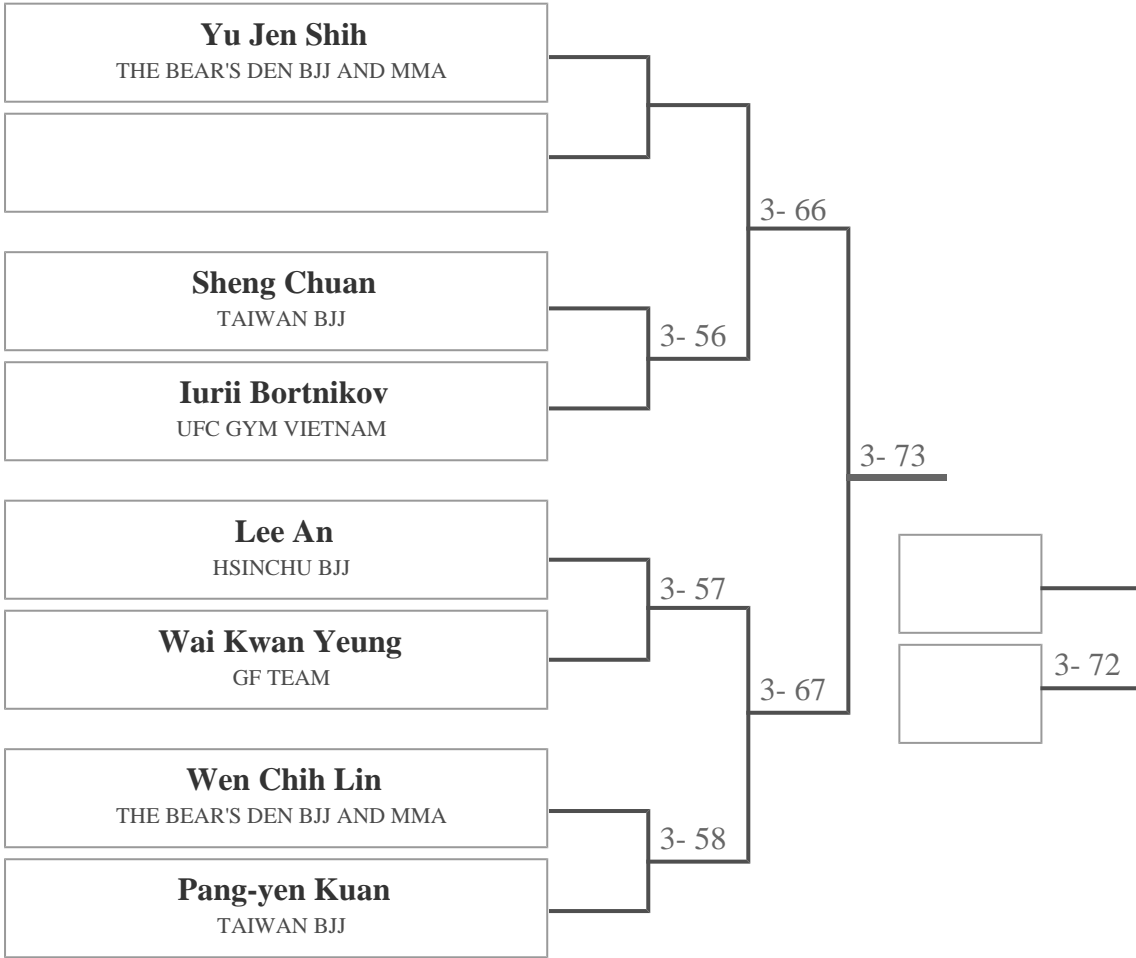 Yu Jen Shih
THE BEAR'S DEN BJJ AND MMA
3- 66
Sheng Chuan
TAIWAN BJJ
3- 56
Iurii Bortnikov
UFC GYM VIETNAM
3- 73
Lee An
HSINCHU BJJ
3- 57
Wai Kwan Yeung
GF TEAM
3- 72
3- 67
Wen Chih Lin
THE BEAR'S DEN BJJ AND MMA
3- 58
Pang-yen Kuan
TAIWAN BJJ